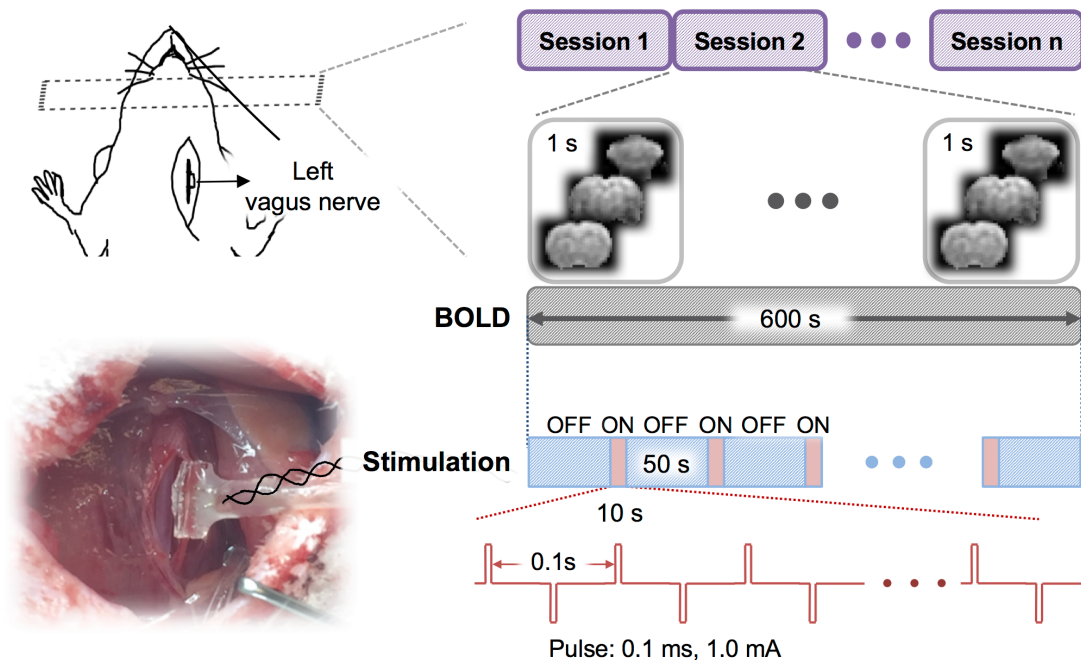 Session 1
Session 2
Session n
1 s
1 s
Left
vagus nerve
BOLD
600 s
OFF ON OFF ON OFF ON
Stimulation
50 s
10 s
0.1s
Pulse: 0.1 ms, 1.0 mA